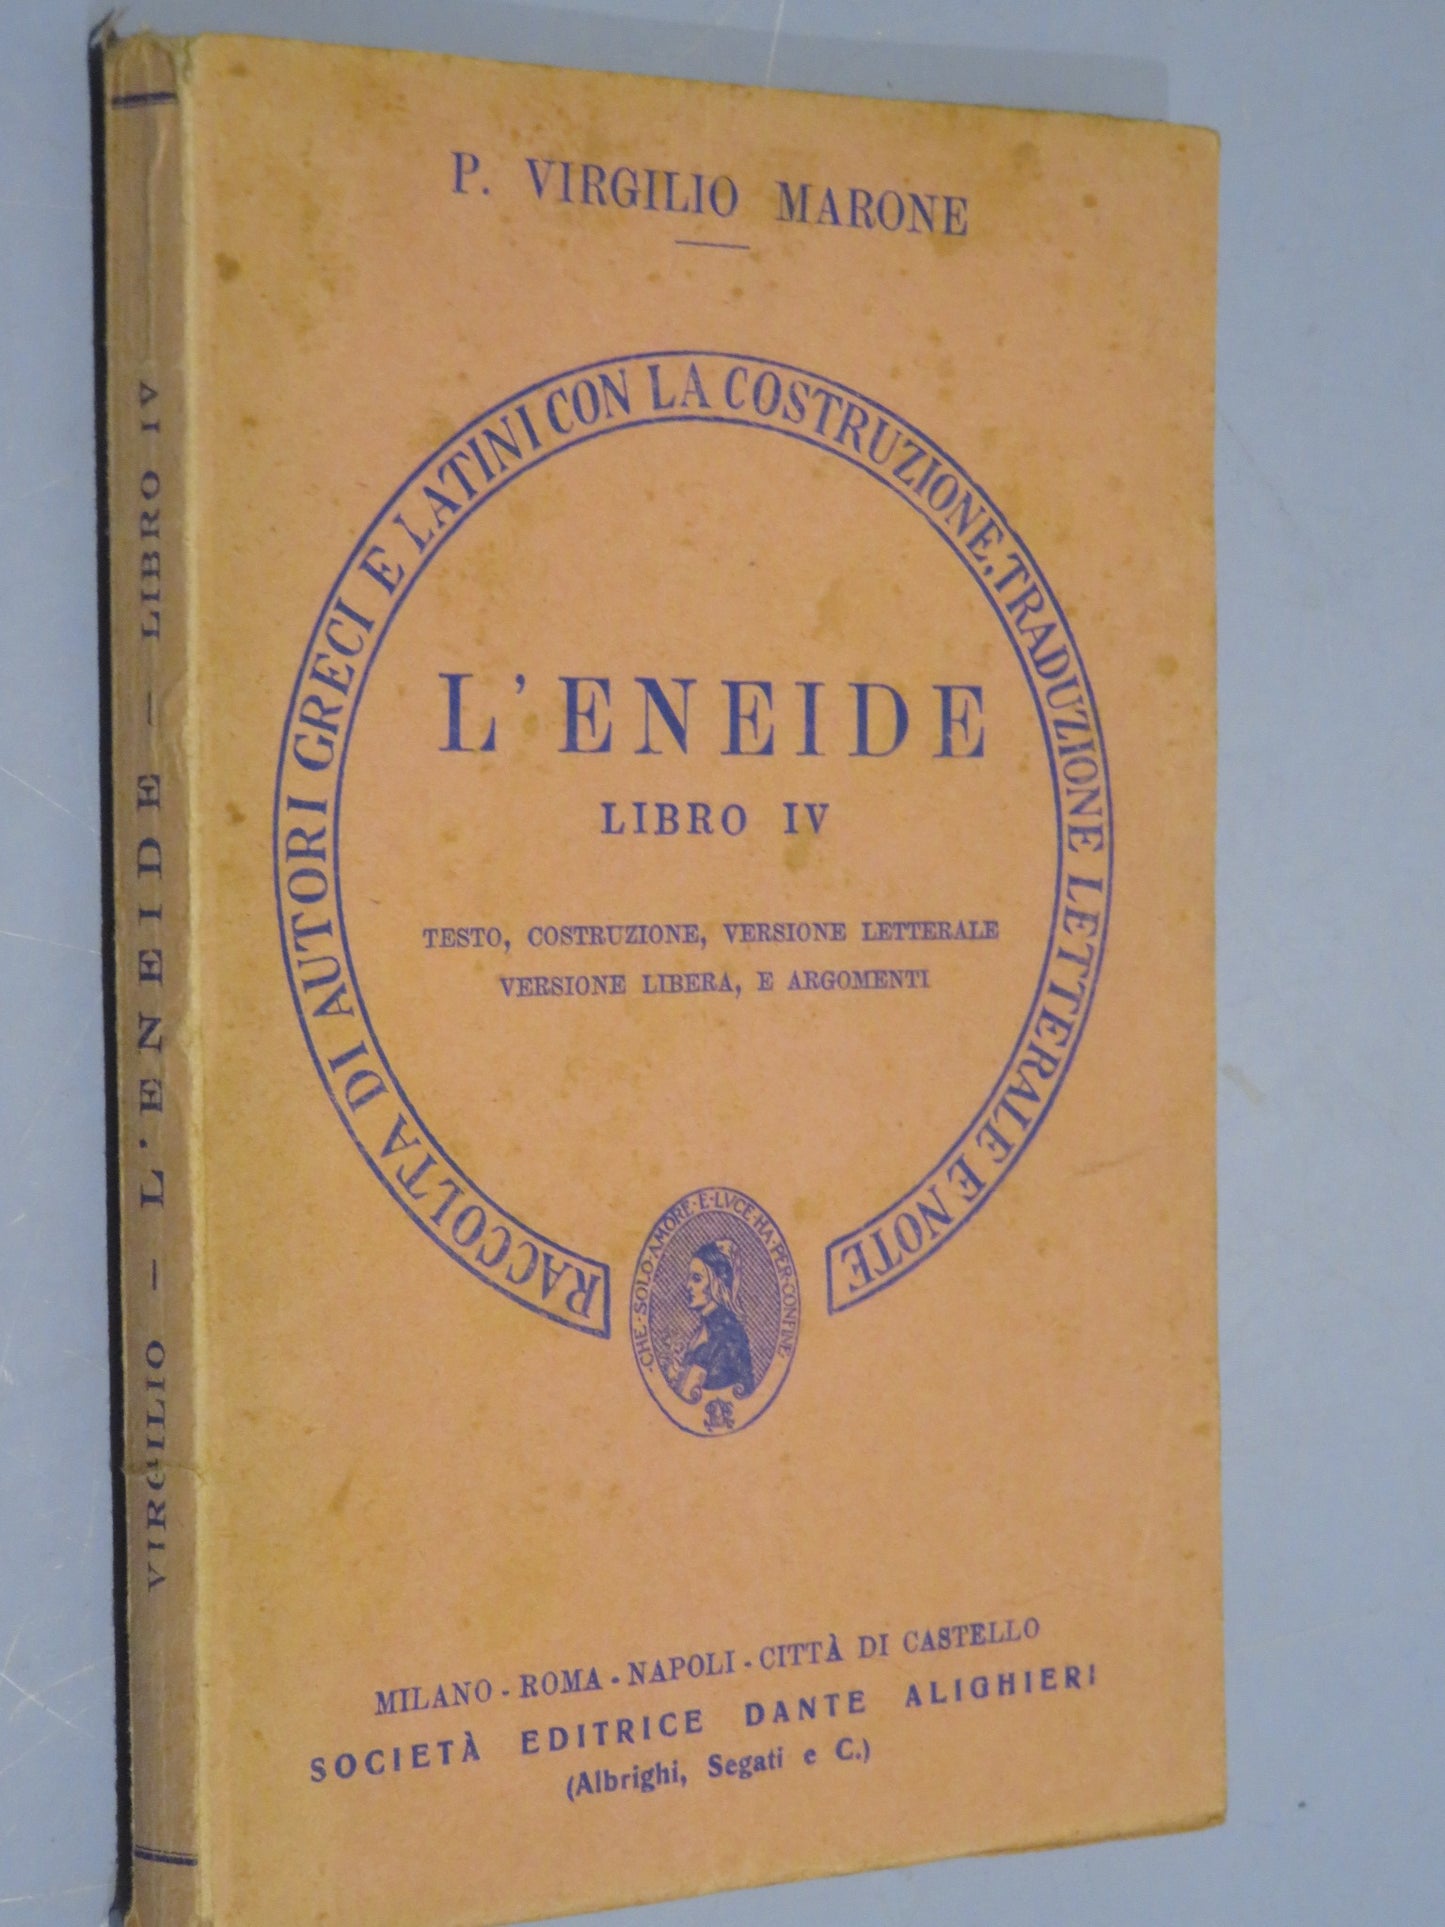 P. VIRGILIO MARONE
RACCOLTA DI AUTORI GRECI E LATINI CON LA COSTRUZIONE, TRADUZIONE LETTERALE E NOTE
L'ENEIDE
LIBRO IV
TESTO, COSTRUZIONE, VERSIONE LETTERALE
VERSIONE LIBERA, E ARGOMENTI
·CHE·SOLO·AMORE·E·LVCE·HA·PER·CONFINE·
MILANO - ROMA - NAPOLI - CITTÀ DI CASTELLO
SOCIETÀ EDITRICE DANTE ALIGHIERI
(Albrighi, Segati e C.)
VIRGILIO — L'ENEIDE — LIBRO IV